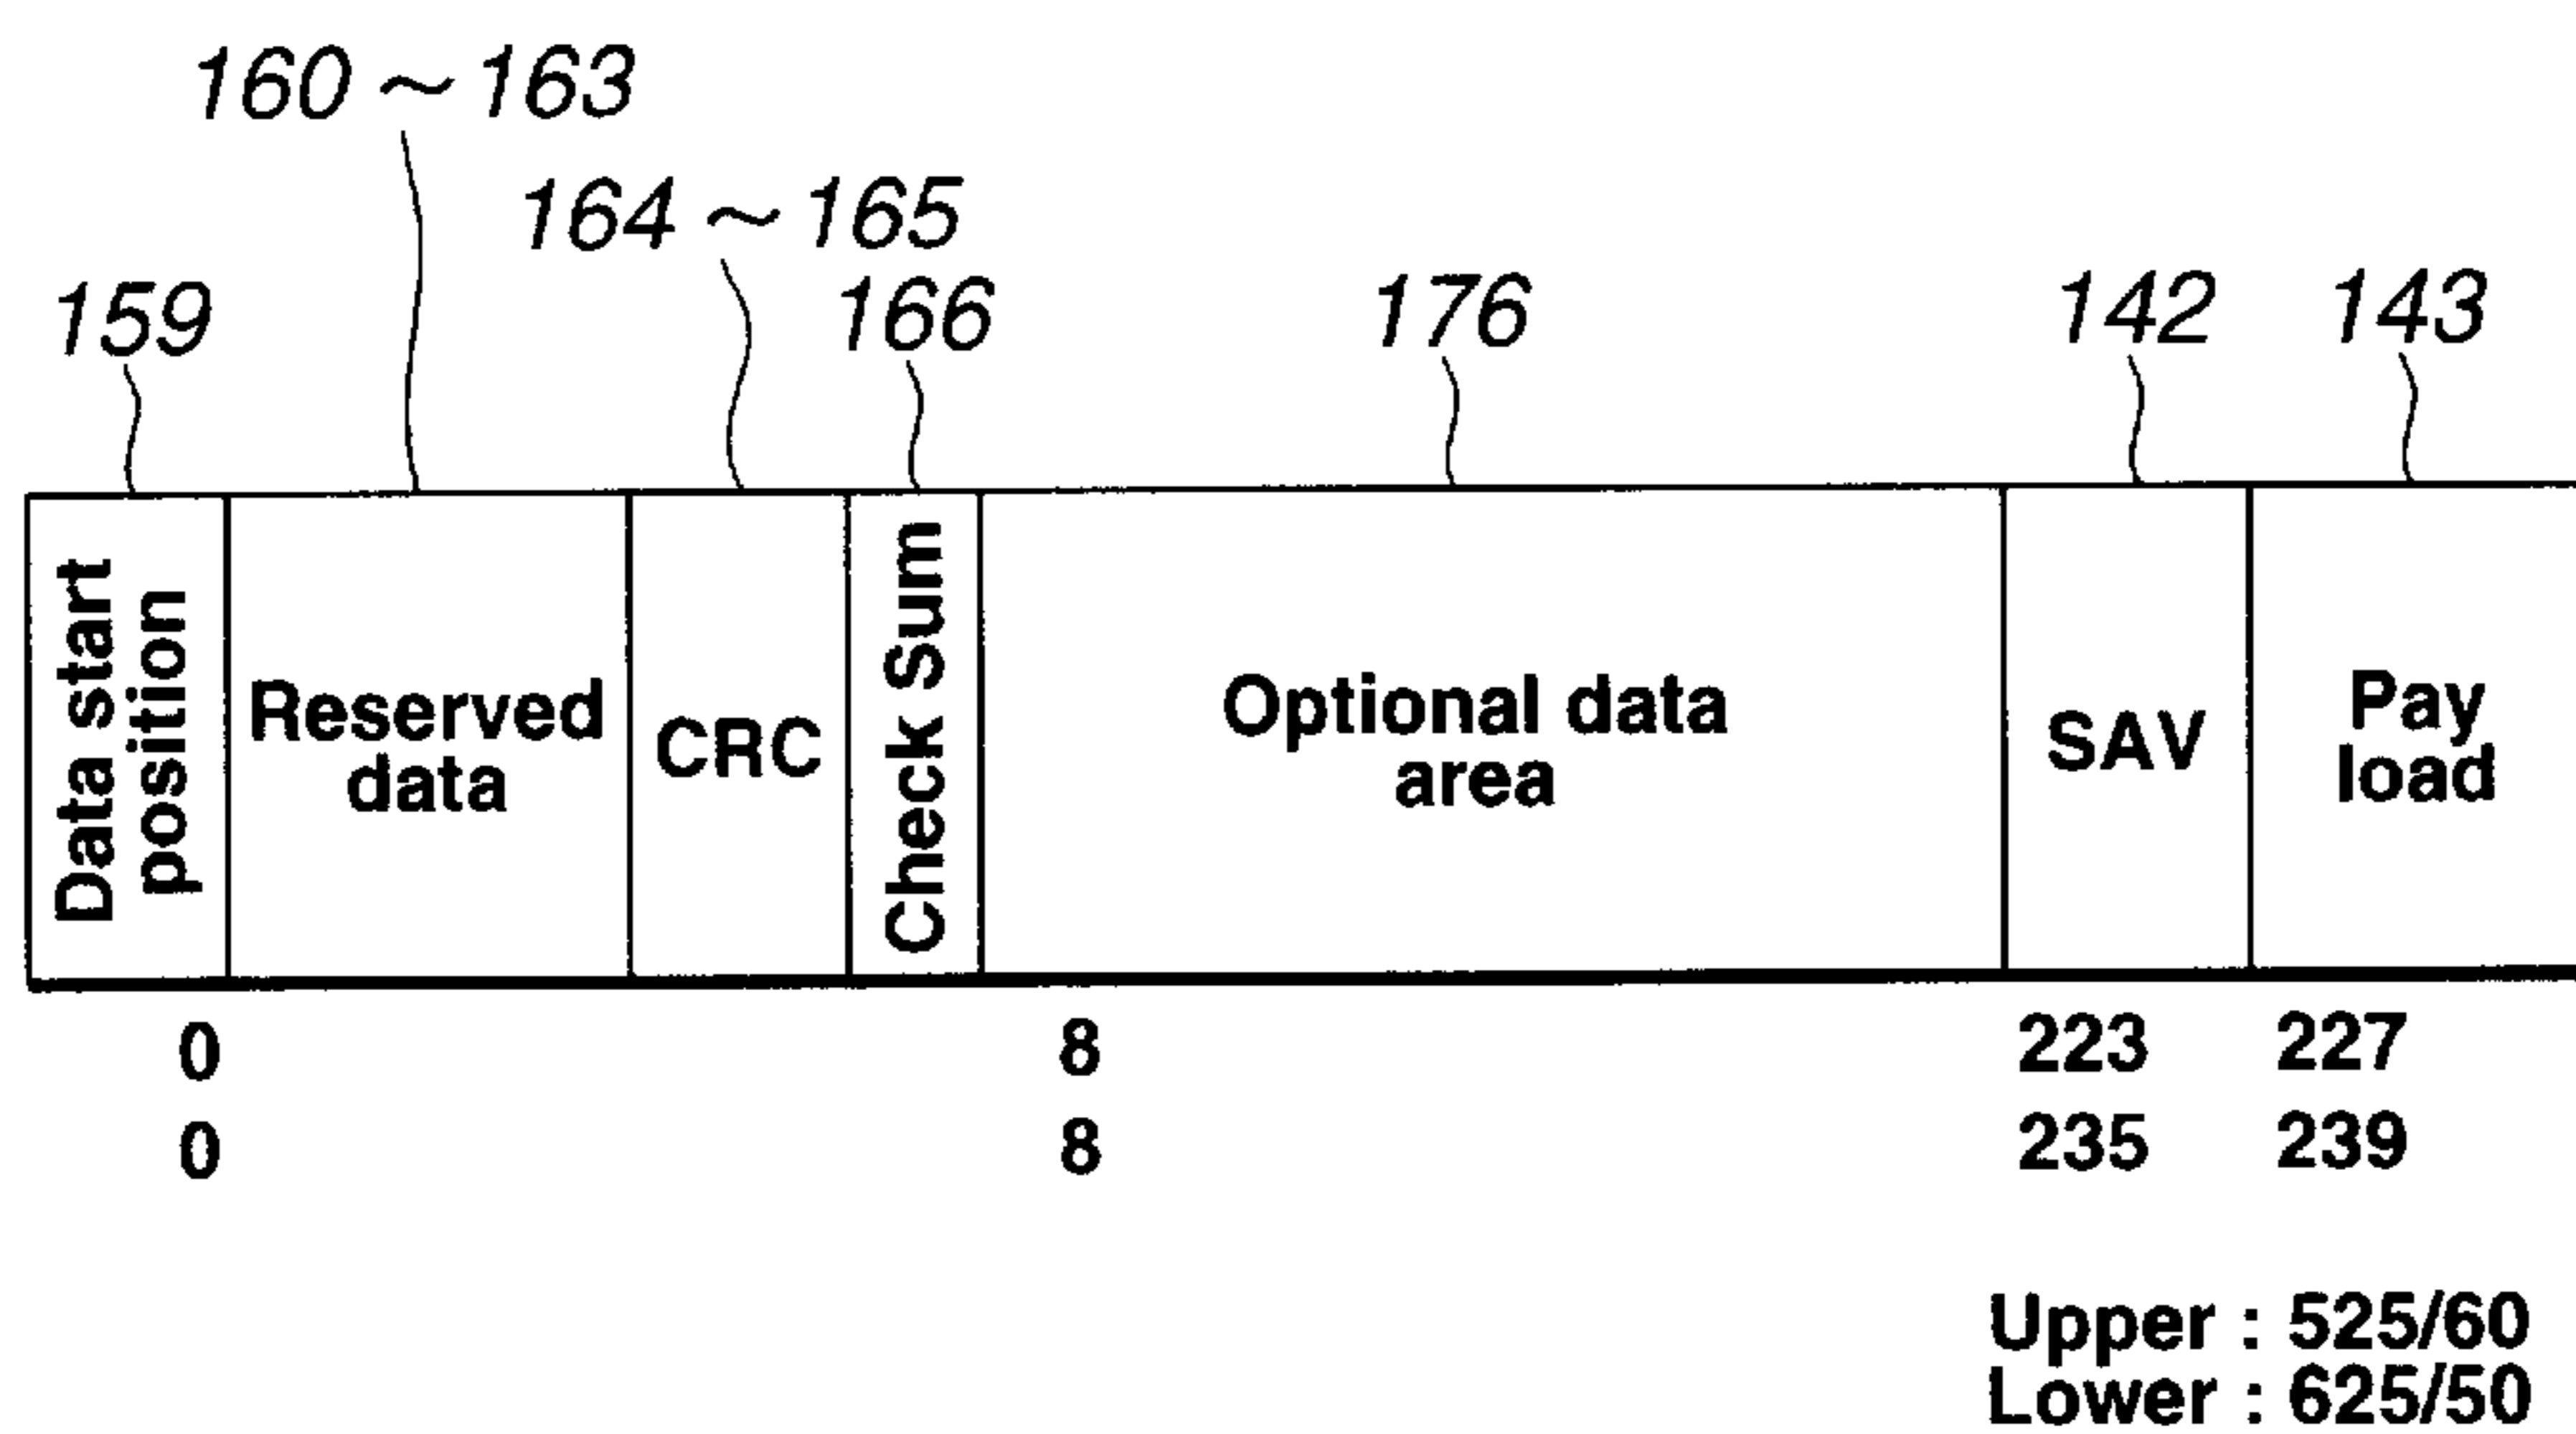 160 ~ 163
164 ~ 165
159
166
176
142
143
Data start
position
Reserved
data
CRC
Check Sum
Optional data
area
SAV
Pay
load
0 8 223 227
0 8 235 239
Upper : 525/60
Lower : 625/50